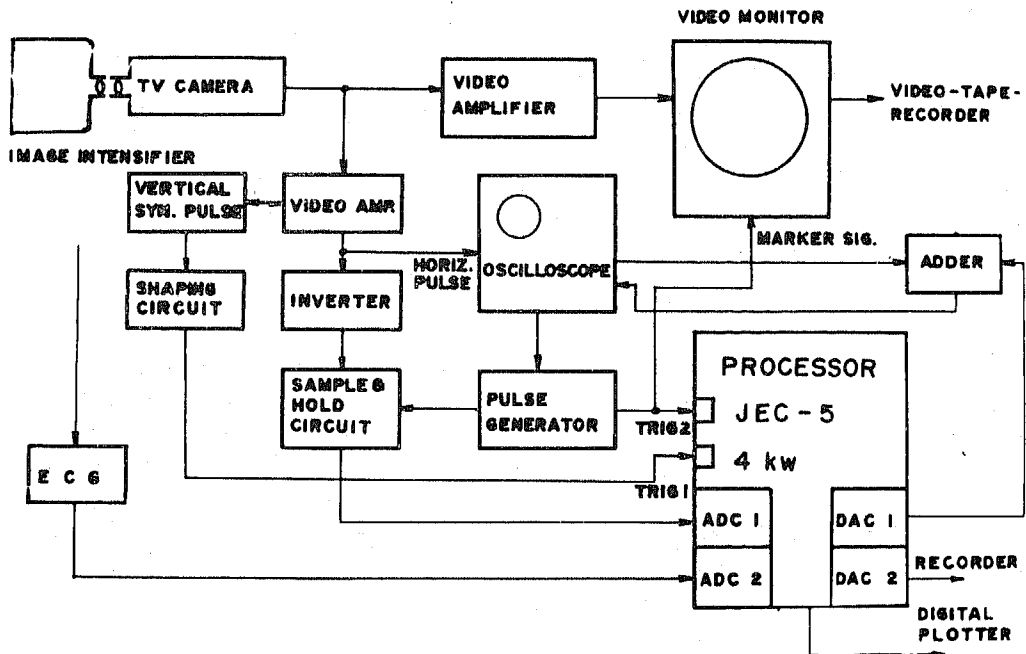 VIDEO MONITOR
TV CAMERA
VIDEO
AMPLIFIER
VIDEO-TAPE-
RECORDER
IMAGE INTENSIFIER
VERTICAL
SYN. PULSE
VIDEO AMP.
HORIZ.
PULSE
OSCILLOSCOPE
MARKER SIG.
ADDER
SHAPING
CIRCUIT
INVERTER
SAMPLE &
HOLD
CIRCUIT
PULSE
GENERATOR
PROCESSOR
JEC-5
4 kw
TRIG2
TRIG1
E C G
ADC 1
DAC 1
ADC 2
DAC 2
RECORDER
DIGITAL
PLOTTER